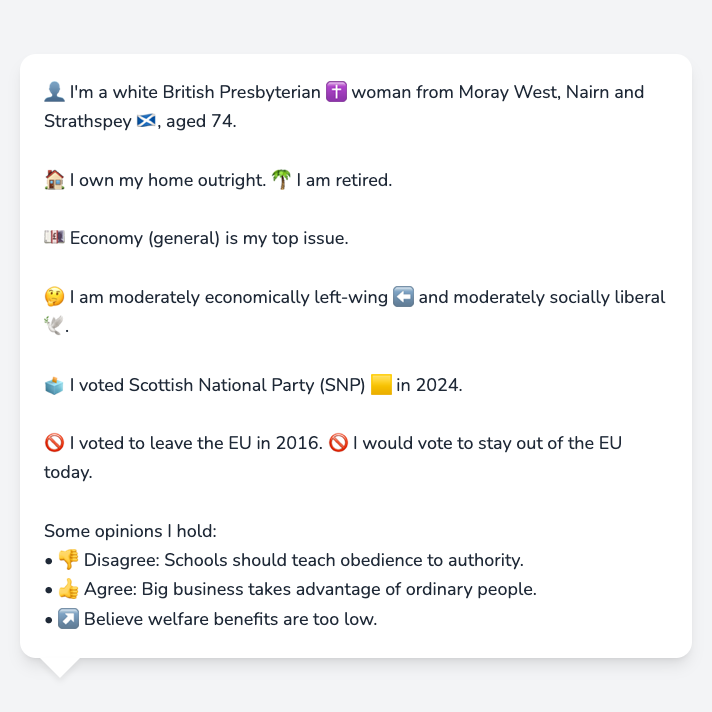 👤 I'm a white British Presbyterian ✝️ woman from Moray West, Nairn and
Strathspey 🏴󠁧󠁢󠁳󠁣󠁴󠁿, aged 74.
🏠 I own my home outright. 🌴 I am retired.
💷 Economy (general) is my top issue.
🤔 I am moderately economically left-wing ⬅️ and moderately socially liberal
🕊️.
🗳️ I voted Scottish National Party (SNP) 🟨 in 2024.
🚫 I voted to leave the EU in 2016. 🚫 I would vote to stay out of the EU
today.
Some opinions I hold:
• 👎 Disagree: Schools should teach obedience to authority.
• 👍 Agree: Big business takes advantage of ordinary people.
• ↗️ Believe welfare benefits are too low.